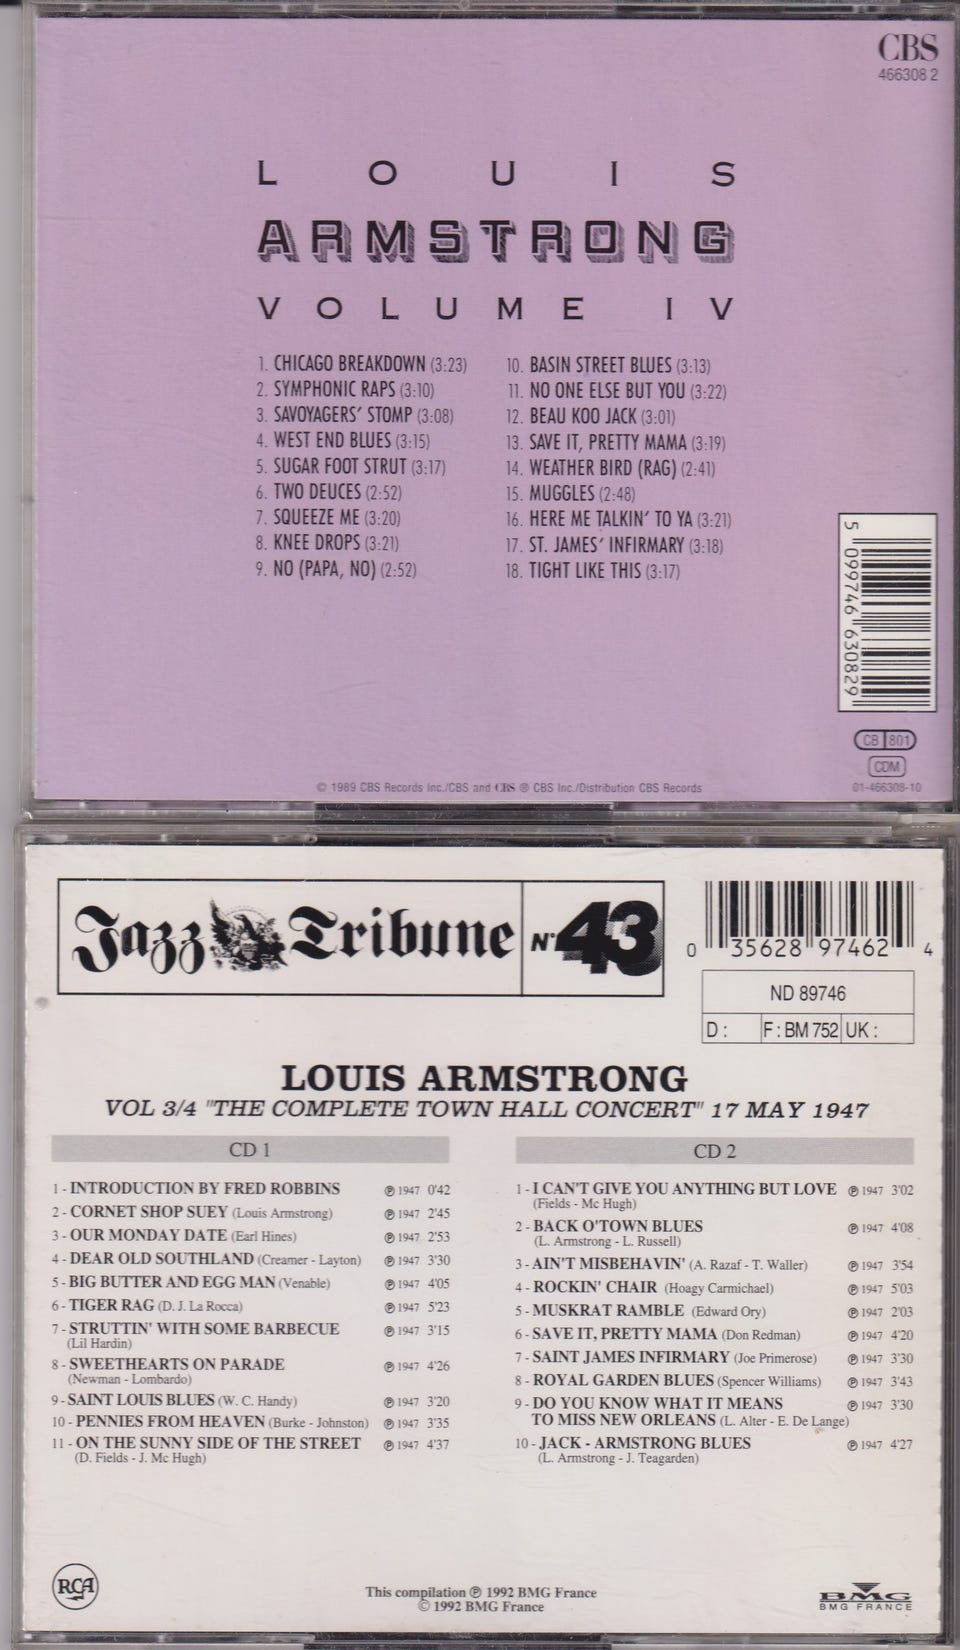 CBS
466308 2
LOUIS
ARMSTRONG
VOLUME IV
1. CHICAGO BREAKDOWN (3:23)
2. SYMPHONIC RAPS (3:10)
3. SAVOYAGERS' STOMP (3:08)
4. WEST END BLUES (3:15)
5. SUGAR FOOT STRUT (3:17)
6. TWO DEUCES (2:52)
7. SQUEEZE ME (3:20)
8. KNEE DROPS (3:21)
9. NO (PAPA, NO) (2:52)
10. BASIN STREET BLUES (3:13)
11. NO ONE ELSE BUT YOU (3:22)
12. BEAU KOO JACK (3:01)
13. SAVE IT, PRETTY MAMA (3:19)
14. WEATHER BIRD (RAG) (2:41)
15. MUGGLES (2:48)
16. HERE ME TALKIN' TO YA (3:21)
17. ST. JAMES' INFIRMARY (3:18)
18. TIGHT LIKE THIS (3:17)
5 099746 630829
CB 801
CDM
01-466308-10
© 1989 CBS Records Inc./CBS and CBS ® CBS Inc./Distribution CBS Records
Jazz Tribune N° 43
0 35628 97462 4
ND 89746
D : F : BM 752 UK :
LOUIS ARMSTRONG
VOL 3/4 "THE COMPLETE TOWN HALL CONCERT" 17 MAY 1947
CD 1
1 - INTRODUCTION BY FRED ROBBINS ℗ 1947 0'42
2 - CORNET SHOP SUEY (Louis Armstrong) ℗ 1947 2'45
3 - OUR MONDAY DATE (Earl Hines) ℗ 1947 2'53
4 - DEAR OLD SOUTHLAND (Creamer - Layton) ℗ 1947 3'30
5 - BIG BUTTER AND EGG MAN (Venable) ℗ 1947 4'05
6 - TIGER RAG (D. J. La Rocca) ℗ 1947 5'23
7 - STRUTTIN' WITH SOME BARBECUE ℗ 1947 3'15
(Lil Hardin)
8 - SWEETHEARTS ON PARADE ℗ 1947 4'26
(Newman - Lombardo)
9 - SAINT LOUIS BLUES (W. C. Handy) ℗ 1947 3'20
10 - PENNIES FROM HEAVEN (Burke - Johnston) ℗ 1947 3'35
11 - ON THE SUNNY SIDE OF THE STREET ℗ 1947 4'37
(D. Fields - J. Mc Hugh)
CD 2
1 - I CAN'T GIVE YOU ANYTHING BUT LOVE ℗ 1947 3'02
(Fields - Mc Hugh)
2 - BACK O'TOWN BLUES ℗ 1947 4'08
(L. Armstrong - L. Russell)
3 - AIN'T MISBEHAVIN' (A. Razaf - T. Waller) ℗ 1947 3'54
4 - ROCKIN' CHAIR (Hoagy Carmichael) ℗ 1947 5'03
5 - MUSKRAT RAMBLE (Edward Ory) ℗ 1947 2'03
6 - SAVE IT, PRETTY MAMA (Don Redman) ℗ 1947 4'20
7 - SAINT JAMES INFIRMARY (Joe Primerose) ℗ 1947 3'30
8 - ROYAL GARDEN BLUES (Spencer Williams) ℗ 1947 3'43
9 - DO YOU KNOW WHAT IT MEANS ℗ 1947 3'30
TO MISS NEW ORLEANS (L. Alter - E. De Lange)
10 - JACK - ARMSTRONG BLUES ℗ 1947 4'27
(L. Armstrong - J. Teagarden)
RCA
This compilation ℗ 1992 BMG France
© 1992 BMG France
BMG
BMG FRANCE